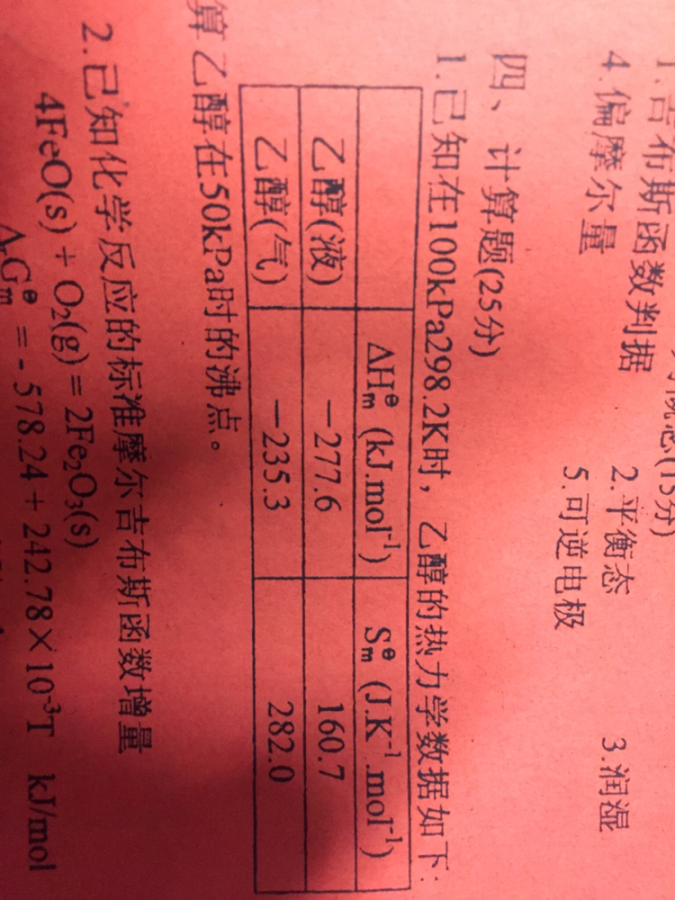 1.吉布斯函数判据 2.平衡态 3.润湿
4.偏摩尔量 5.可逆电极
四、计算题(25分)
1.已知在100kPa298.2K时，乙醇的热力学数据如下：
ΔHₘ^θ (kJ.mol⁻¹) Sₘ^θ (J.K⁻¹.mol⁻¹)
乙醇(液) －277.6 160.7
乙醇(气) －235.3 282.0
算乙醇在50kPa时的沸点。
2.已知化学反应的标准摩尔吉布斯函数增量
4FeO(s) + O₂(g) = 2Fe₂O₃(s)
ΔᵣGₘ^θ = - 578.24 + 242.78×10⁻³T kJ/mol